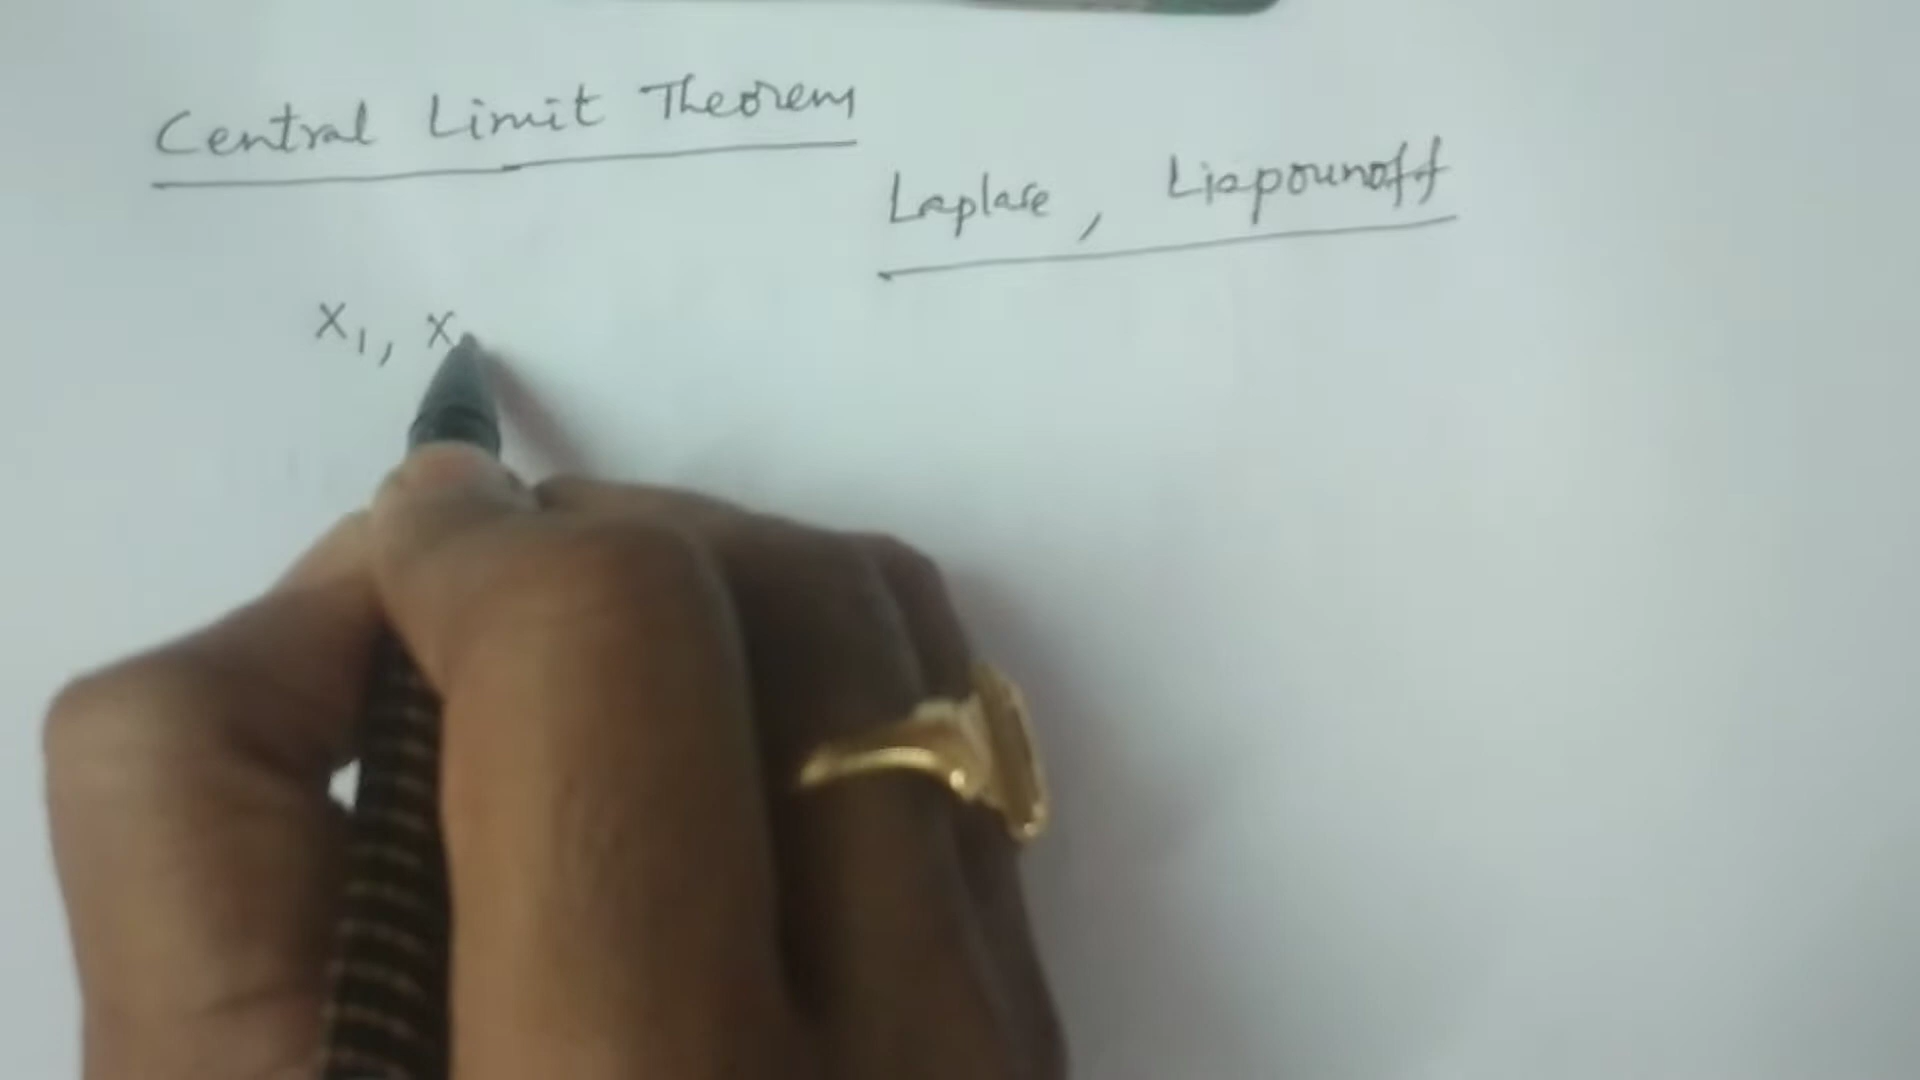 Central Limit Theorem
Laplace, Liapounoff
X₁, X